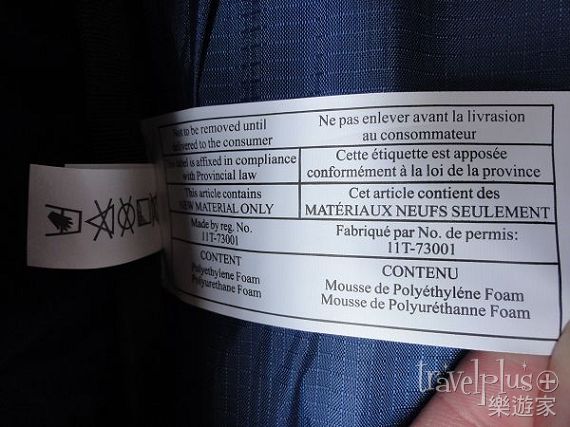 Not to be removed until
delivered to the consumer
This label is affixed in compliance
with Provincial law
This article contains
NEW MATERIAL ONLY
Made by reg. No.
11T-73001
CONTENT
Polyethylene Foam
Polyurethane Foam
Ne pas enlever avant la livraison
au consommateur
Cette étiquette est apposée
conformément à la loi de la province
Cet article contient des
MATÉRIAUX NEUFS SEULEMENT
Fabriqué par No. de permis:
11T-73001
CONTENU
Mousse de Polyéthyléne Foam
Mousse de Polyuréthanne Foam
travelplus+
樂遊家